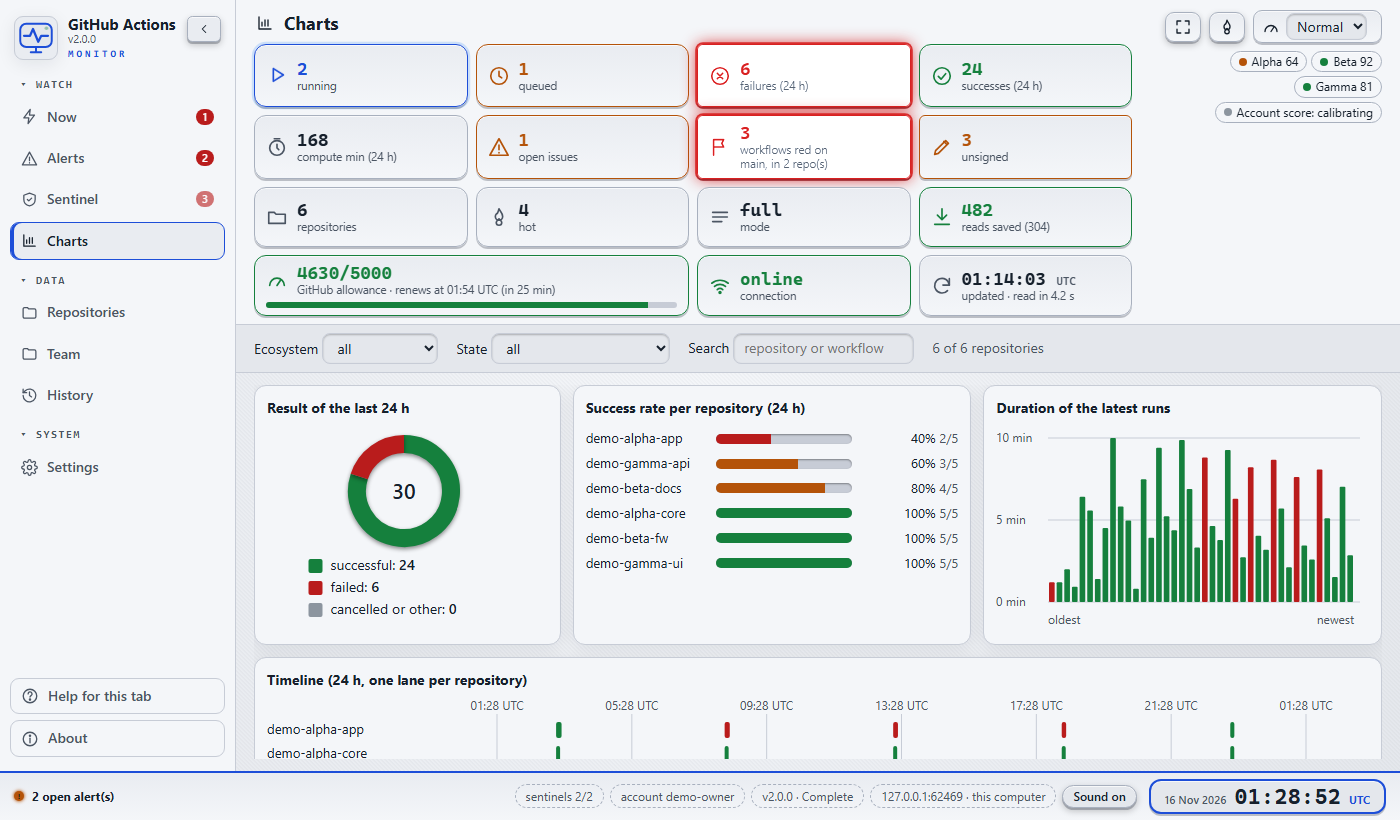 GitHub Actions
v2.0.0
MONITOR
WATCH
Now 1
Alerts 2
Sentinel 3
Charts
DATA
Repositories
Team
History
SYSTEM
Settings
Help for this tab
About
Charts
Normal
Alpha 64
Beta 92
Gamma 81
Account score: calibrating
2
running
1
queued
6
failures (24 h)
24
successes (24 h)
168
compute min (24 h)
1
open issues
3
workflows red on
main, in 2 repo(s)
3
unsigned
6
repositories
4
hot
full
mode
482
reads saved (304)
4630/5000
GitHub allowance · renews at 01:54 UTC (in 25 min)
online
connection
01:14:03 UTC
updated · read in 4.2 s
Ecosystem all State all Search repository or workflow 6 of 6 repositories
Result of the last 24 h
30
successful: 24
failed: 6
cancelled or other: 0
Success rate per repository (24 h)
demo-alpha-app 40% 2/5
demo-gamma-api 60% 3/5
demo-beta-docs 80% 4/5
demo-alpha-core 100% 5/5
demo-beta-fw 100% 5/5
demo-gamma-ui 100% 5/5
Duration of the latest runs
10 min
5 min
0 min
oldest newest
Timeline (24 h, one lane per repository)
01:28 UTC 05:28 UTC 09:28 UTC 13:28 UTC 17:28 UTC 21:28 UTC 01:28 UTC
demo-alpha-app
demo-alpha-core
2 open alert(s)
sentinels 2/2
account demo-owner
v2.0.0 · Complete
127.0.0.1:62469 · this computer
Sound on
16 Nov 2026 01:28:52 UTC